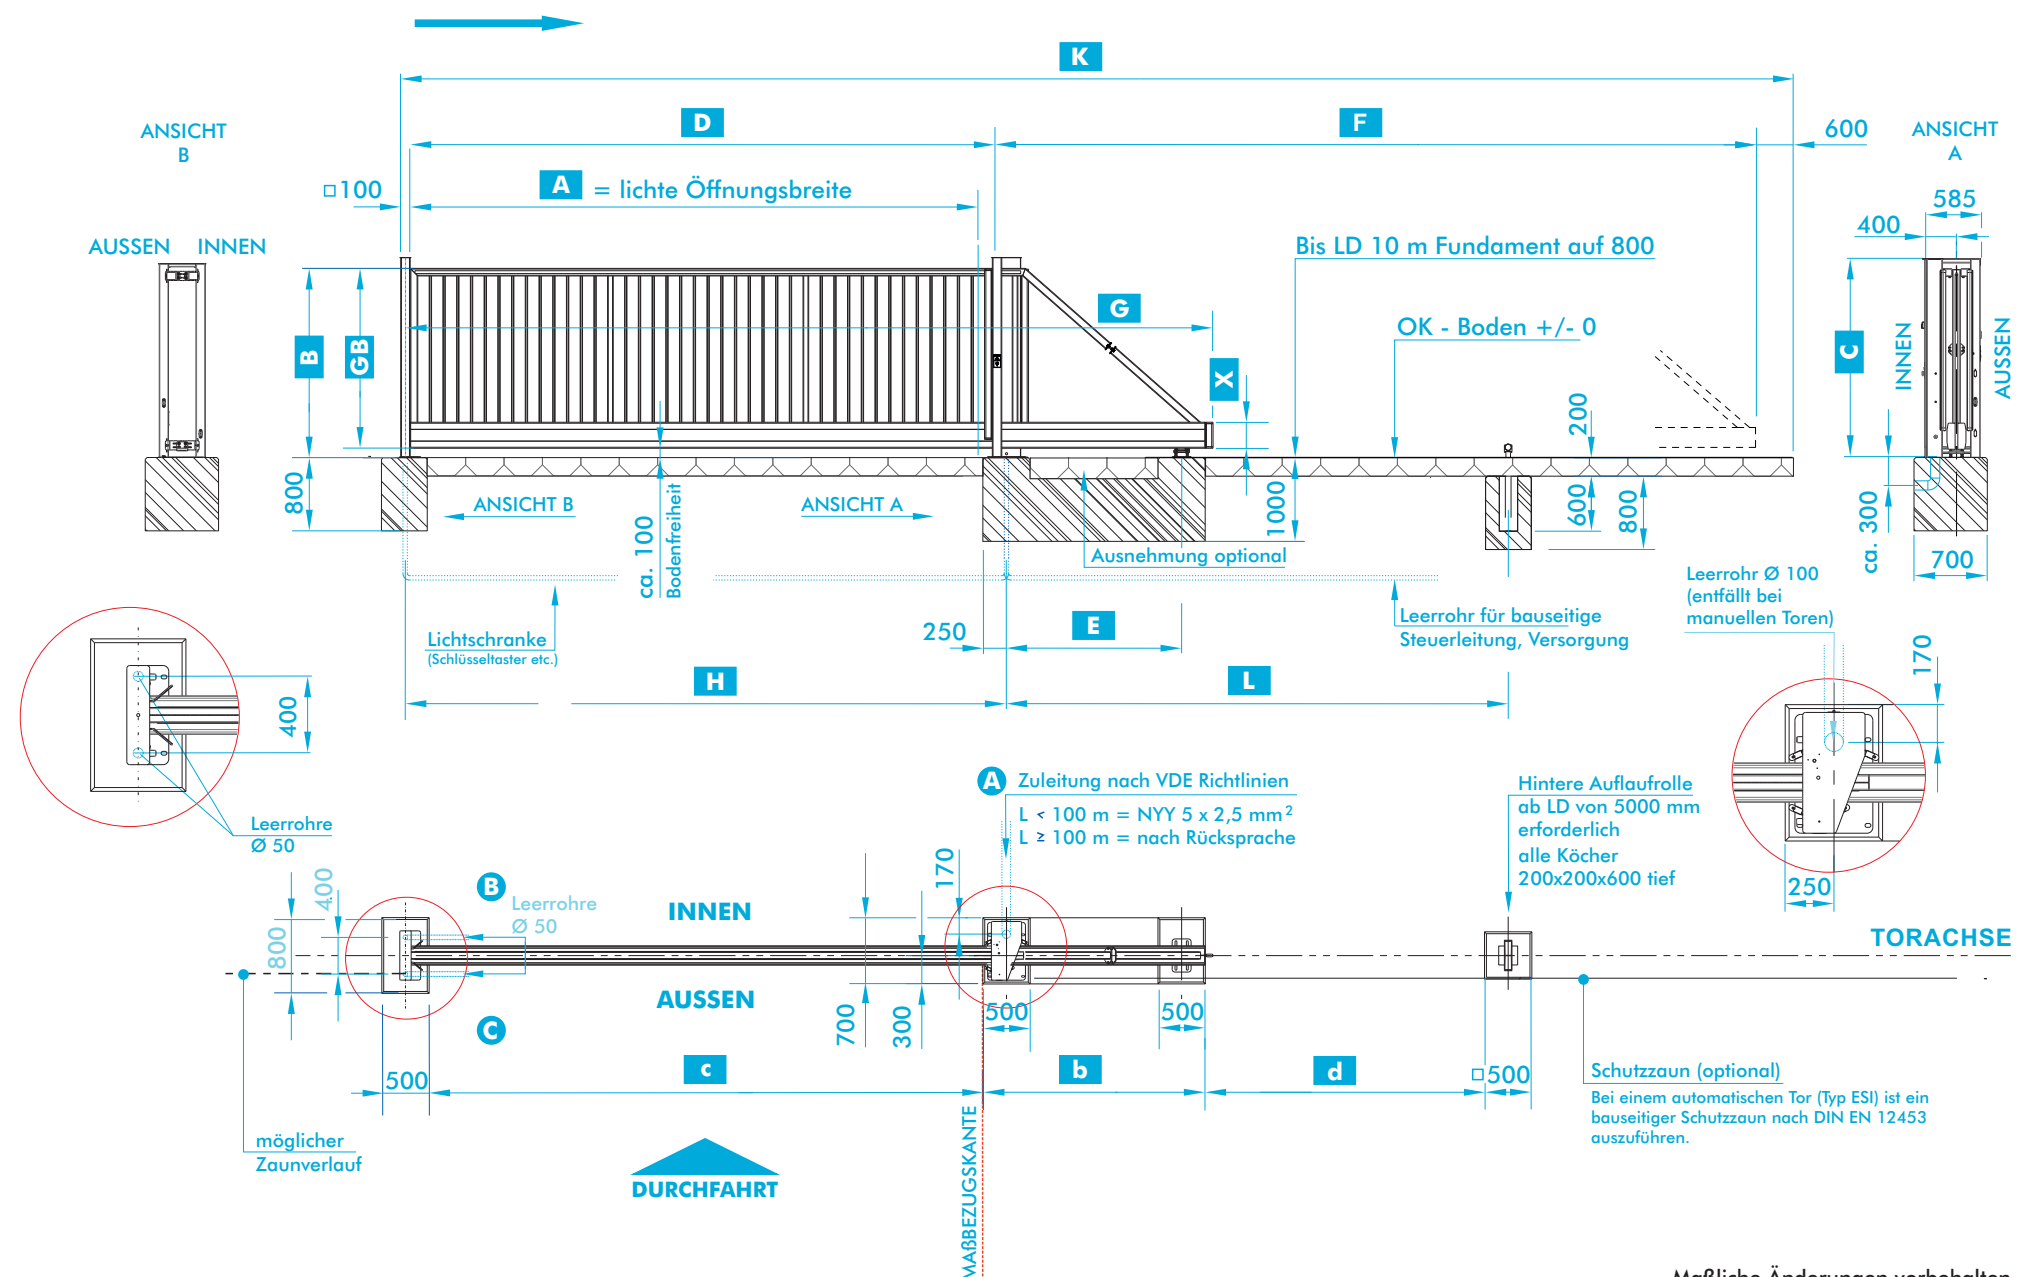 K
D
F
600
ANSICHT
B
ANSICHT
A
□100
A = lichte Öffnungsbreite
585
400
AUSSEN INNEN
Bis LD 10 m Fundament auf 800
G
OK - Boden +/- 0
B
GB
X
C
INNEN
AUSSEN
200
800
ANSICHT B
ANSICHT A
ca. 100
Bodenfreiheit
1000
600
800
ca. 300
700
Ausnehmung optional
Leerrohr Ø 100
(entfällt bei
manuellen Toren)
Lichtschranke
(Schlüsseltaster etc.)
250
E
Leerrohr für bauseitige
Steuerleitung, Versorgung
170
H
L
400
A Zuleitung nach VDE Richtlinien
L < 100 m = NYY 5 x 2,5 mm²
L ≥ 100 m = nach Rücksprache
Hintere Auflaufrolle
ab LD von 5000 mm
erforderlich
alle Köcher
200x200x600 tief
Leerrohre
Ø 50
250
170
400
800
B
Leerrohre
Ø 50
INNEN
TORACHSE
AUSSEN
C
700
300
500
500
500
c
b
d
□500
Schutzzaun (optional)
Bei einem automatischen Tor (Typ ESI) ist ein
bauseitiger Schutzzaun nach DIN EN 12453
auszuführen.
möglicher
Zaunverlauf
DURCHFAHRT
MAßBEZUGSKANTE
Maßliche Änderungen vorbehalten